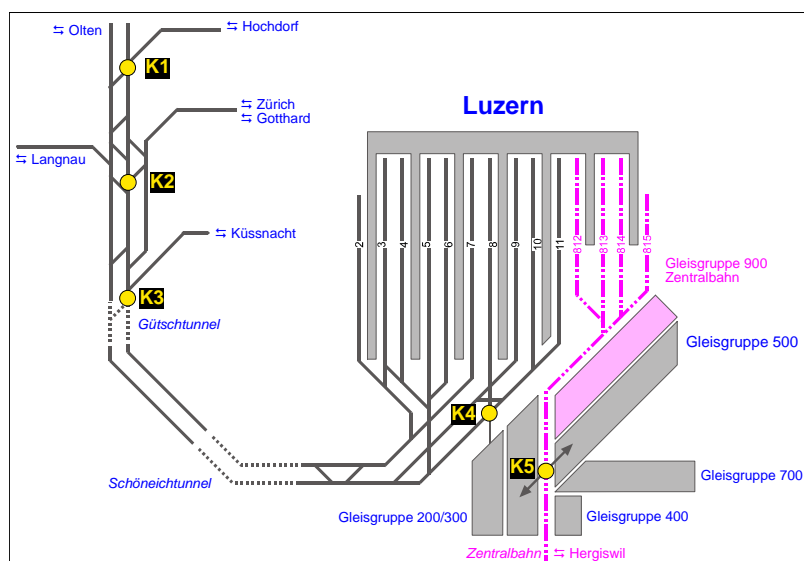 ⇆ Olten
⇆ Hochdorf
K1
⇆ Zürich
⇆ Gotthard
Luzern
⇆ Langnau
K2
⇆ Küssnacht
2
3
4
5
6
7
8
9
10
11
812
813
814
815
Gleisgruppe 900
Zentralbahn
K3
Gütschtunnel
Gleisgruppe 500
K4
K5
Schöneichtunnel
Gleisgruppe 700
Gleisgruppe 200/300
Gleisgruppe 400
Zentralbahn ⇆ Hergiswil